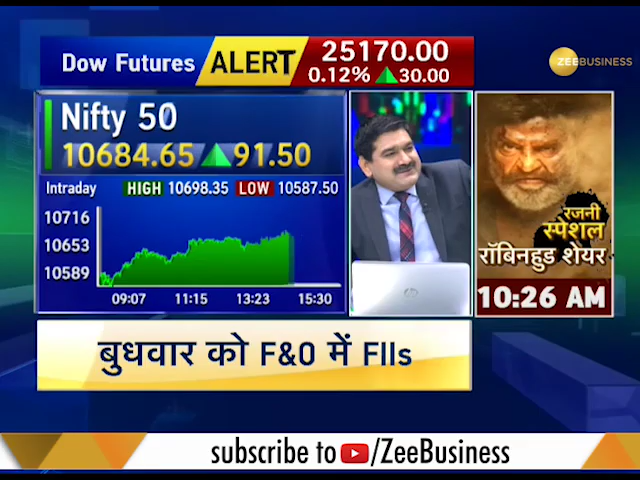 Dow Futures
ALERT
25170.00
0.12% 30.00
ZEEBUSINESS
Nifty 50
10684.65 91.50
Intraday HIGH 10698.35 LOW 10587.50
10716
10653
10589
09:07 11:15 13:23 15:30
hp
रजनी
स्पेशल
रॉबिनहुड शेयर
10:26 AM
बुधवार को F&O में FIIs
subscribe to /ZeeBusiness